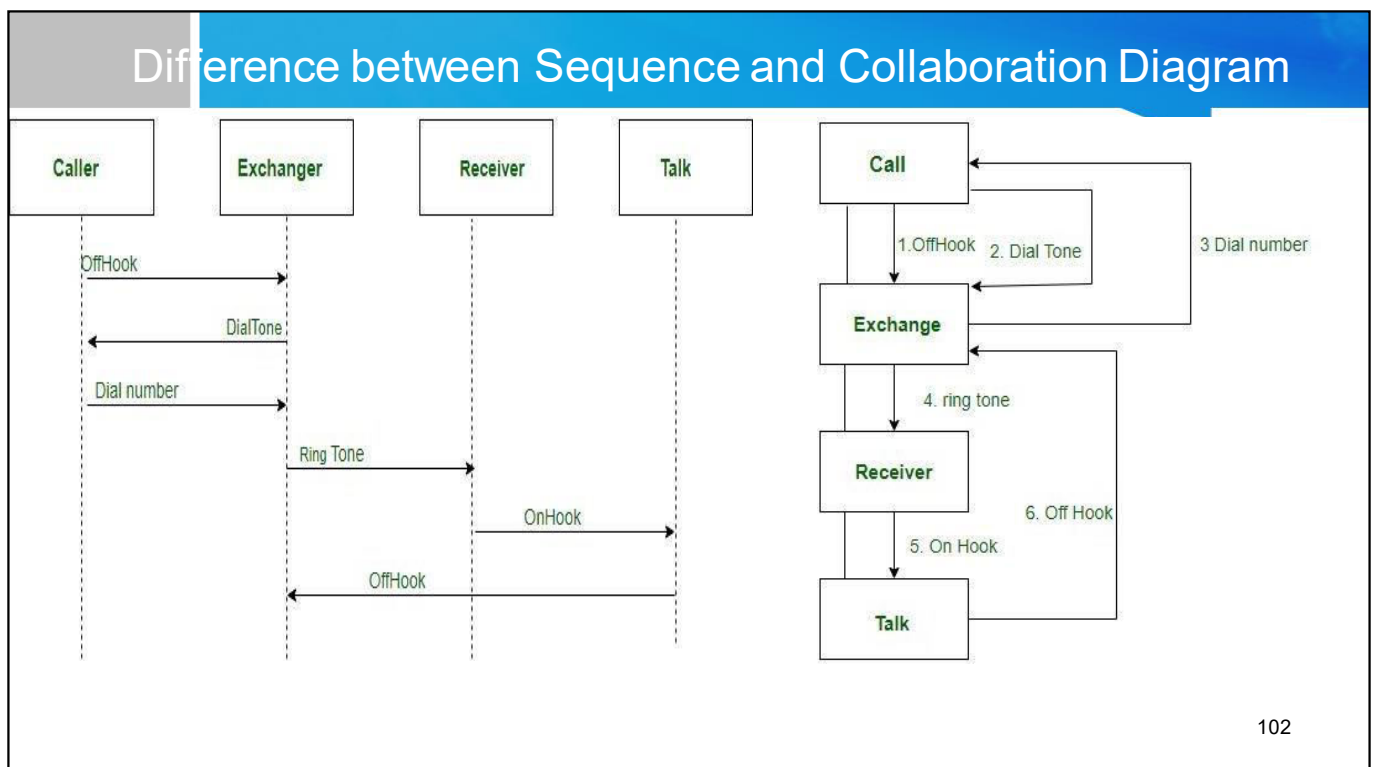 Difference between Sequence and Collaboration Diagram
Caller
Exchanger
Receiver
Talk
OffHook
DialTone
Dial number
Ring Tone
OnHook
OffHook
Call
1.OffHook
2. Dial Tone
3 Dial number
Exchange
4. ring tone
Receiver
6. Off Hook
5. On Hook
Talk
102